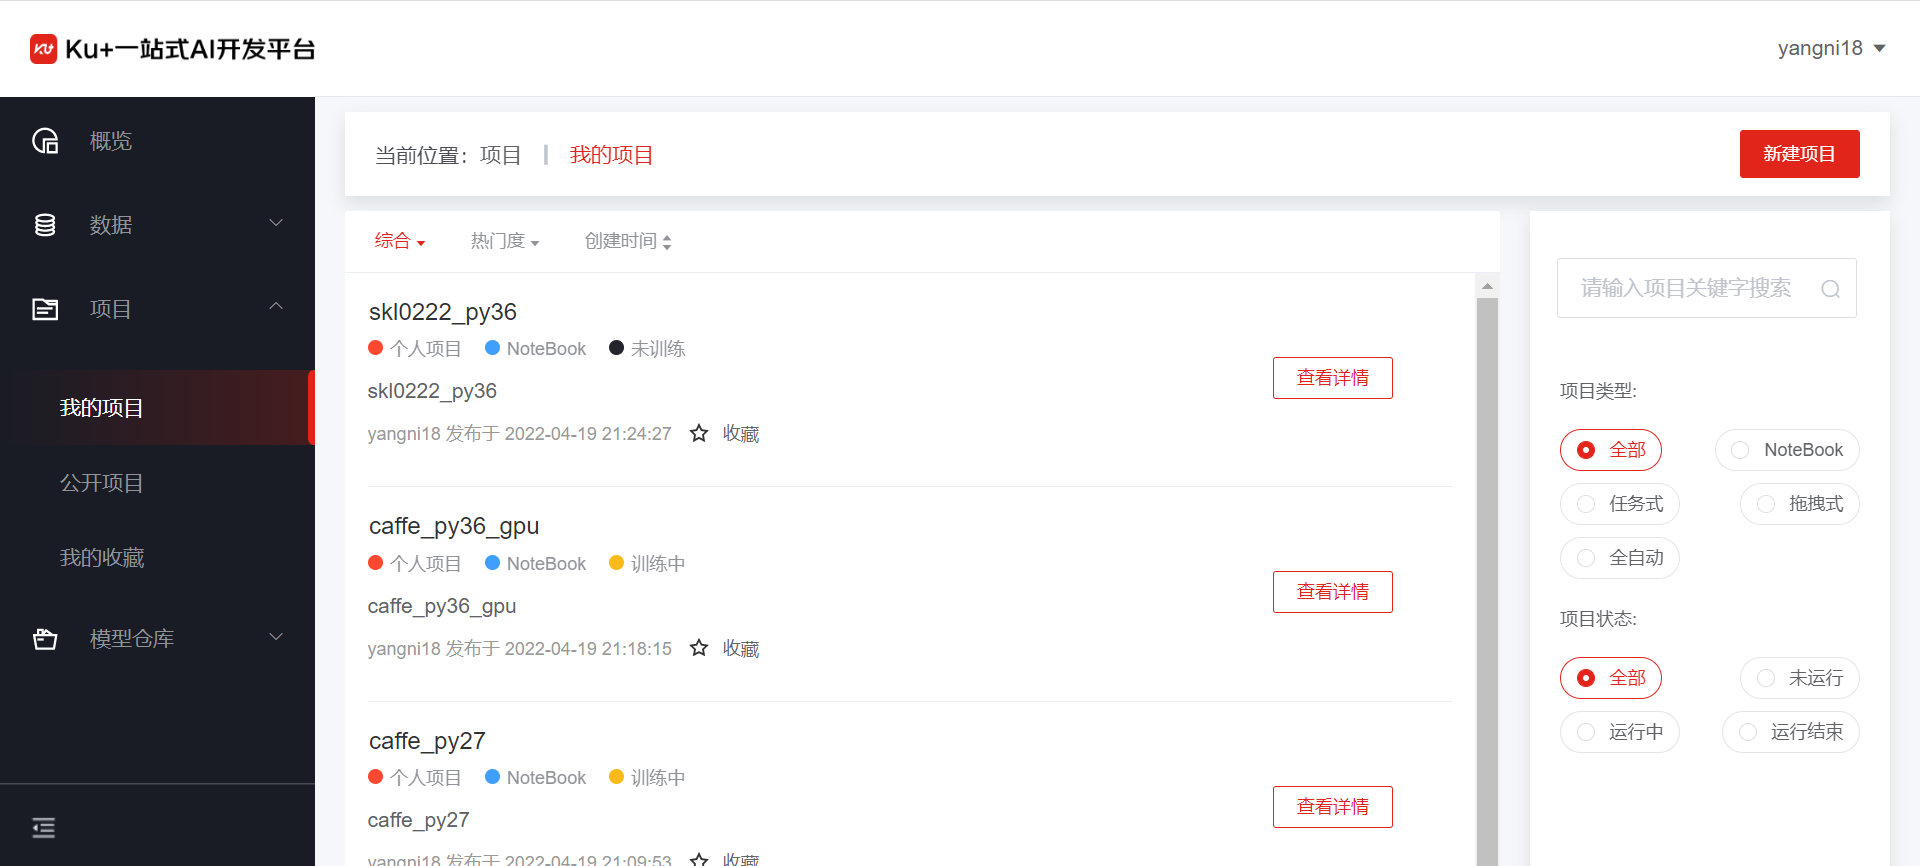 Ku+一站式AI开发平台
yangni18
概览
数据
项目
我的项目
公开项目
我的收藏
模型仓库
当前位置：项目 | 我的项目
新建项目
综合 热门度 创建时间
skl0222_py36
个人项目 NoteBook 未训练
skl0222_py36
yangni18 发布于 2022-04-19 21:24:27 收藏
查看详情
caffe_py36_gpu
个人项目 NoteBook 训练中
caffe_py36_gpu
yangni18 发布于 2022-04-19 21:18:15 收藏
查看详情
caffe_py27
个人项目 NoteBook 训练中
caffe_py27
yangni18 发布于 2022-04-19 21:09:53 收藏
查看详情
请输入项目关键字搜索
项目类型:
全部 NoteBook
任务式 拖拽式
全自动
项目状态:
全部 未运行
运行中 运行结束